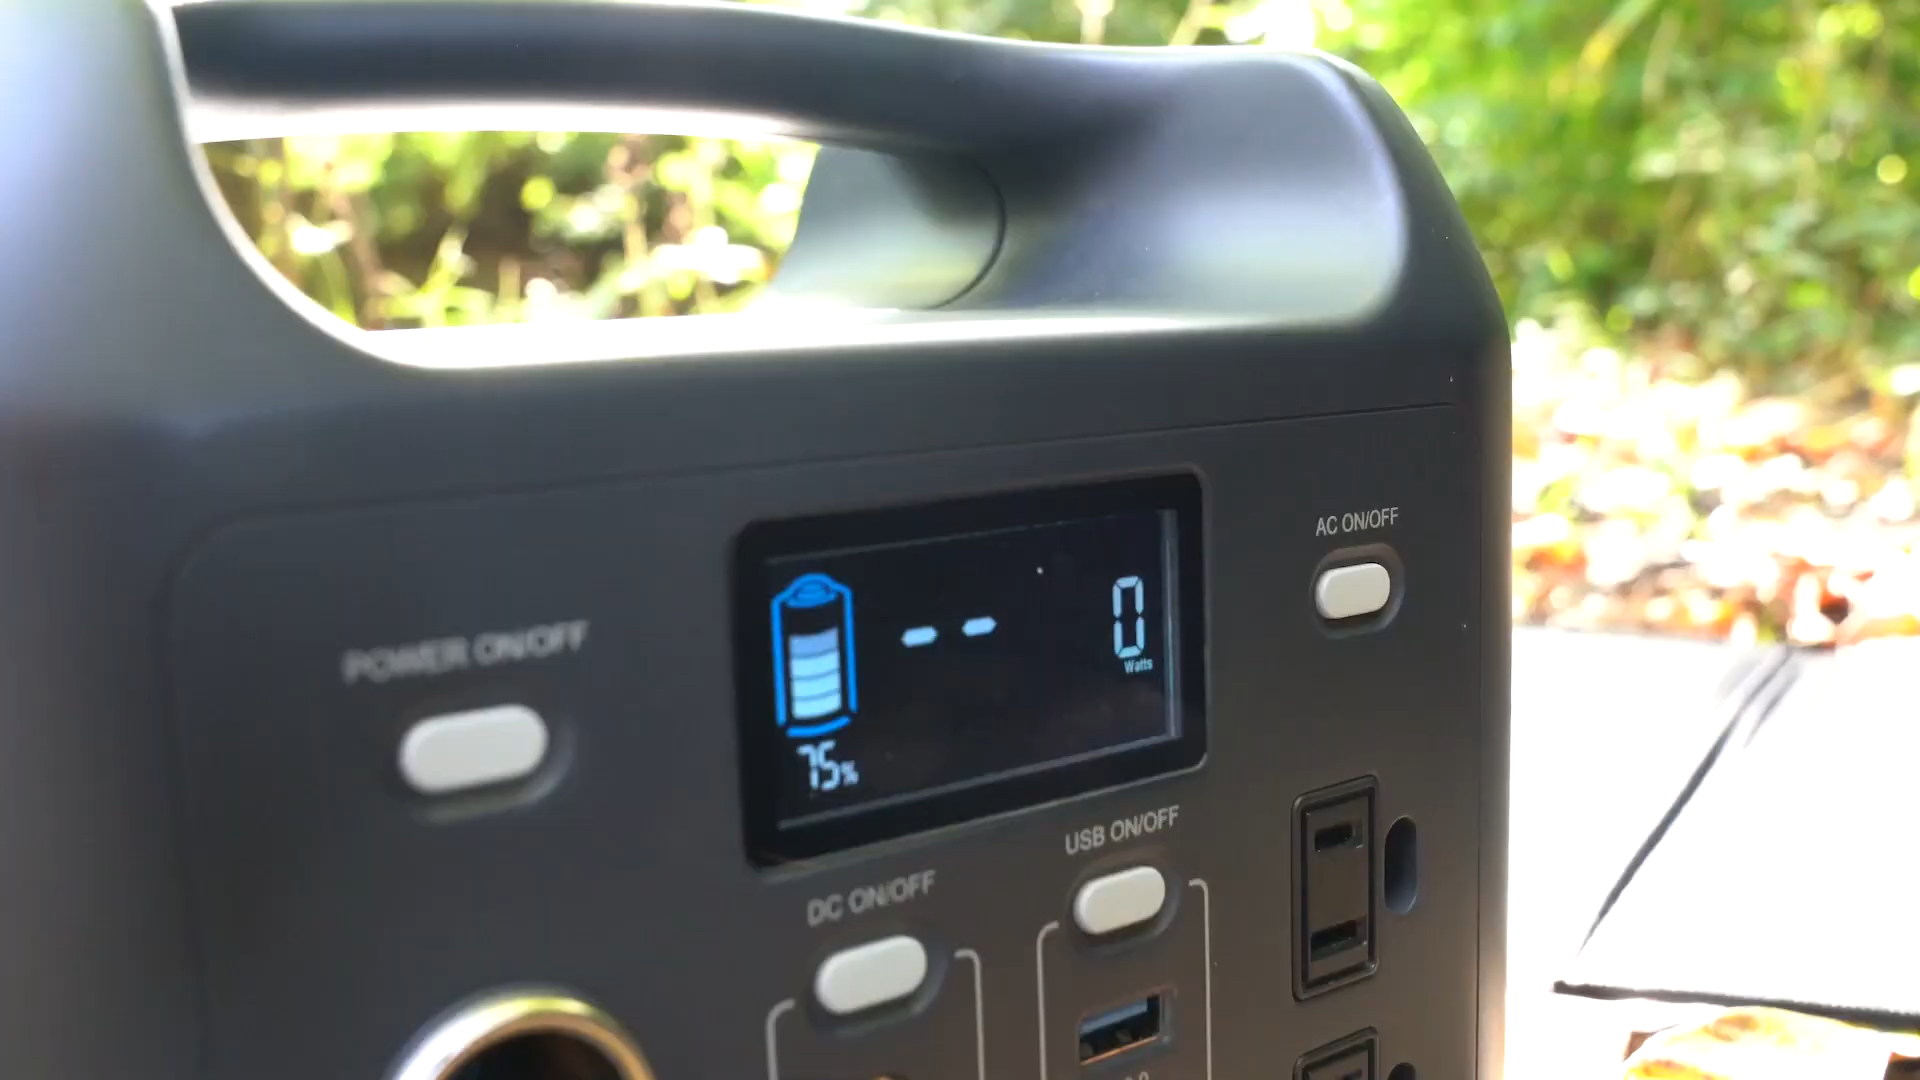 AC ON/OFF
POWER ON/OFF
-- 0
Watts
75%
USB ON/OFF
DC ON/OFF